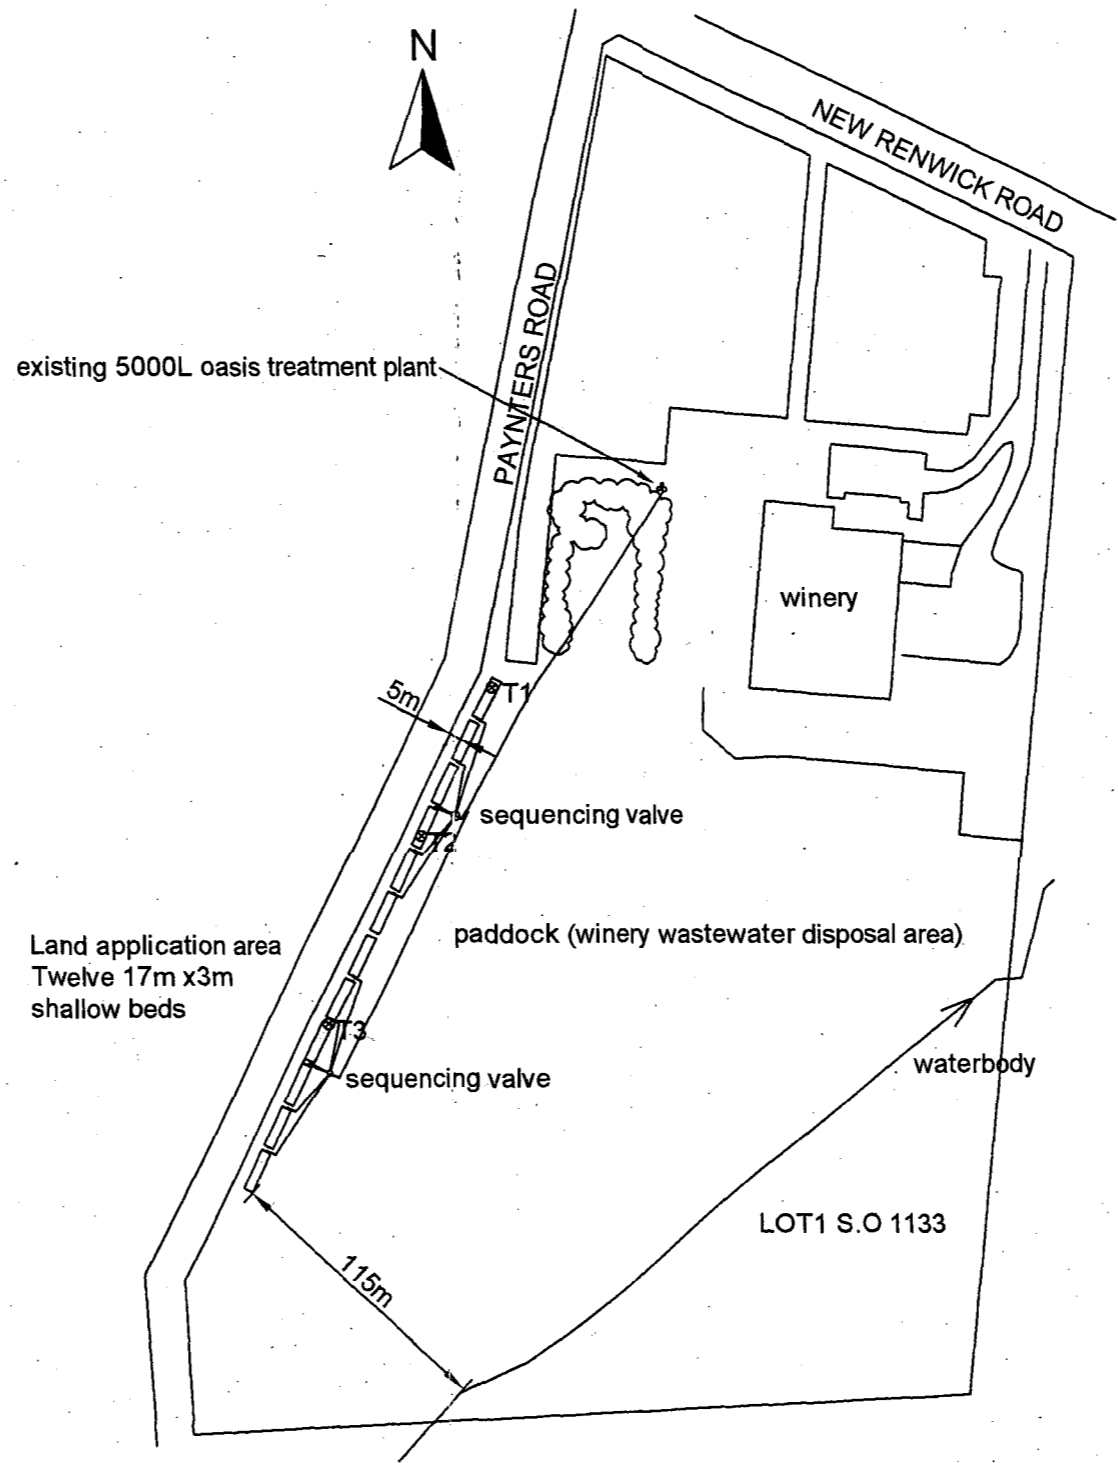 N
NEW RENWICK ROAD
PAYNTERS ROAD
existing 5000L oasis treatment plant
winery
5m
T1
sequencing valve
T2
paddock (winery wastewater disposal area)
Land application area
Twelve 17m x3m
shallow beds
T3
sequencing valve
waterbody
LOT1 S.O 1133
115m